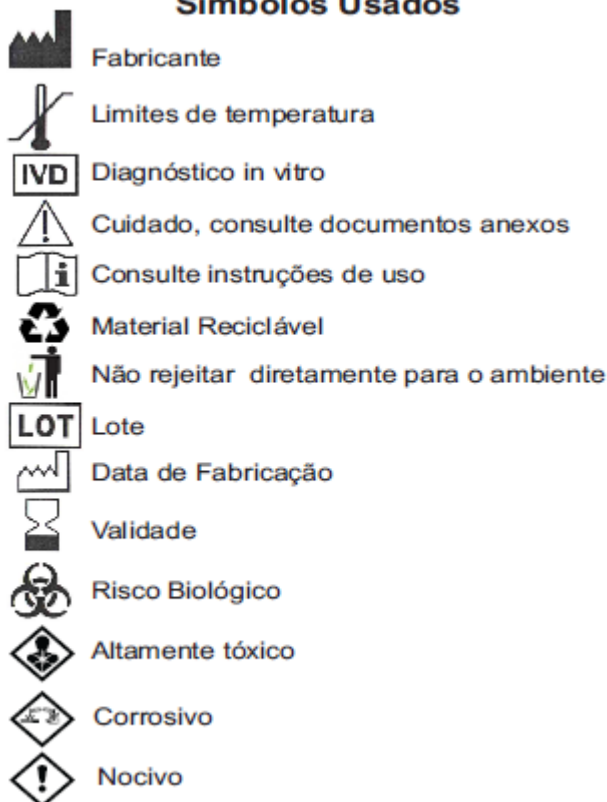 Símbolos Usados
Fabricante
Limites de temperatura
IVD Diagnóstico in vitro
Cuidado, consulte documentos anexos
Consulte instruções de uso
Material Reciclável
Não rejeitar diretamente para o ambiente
LOT Lote
Data de Fabricação
Validade
Risco Biológico
Altamente tóxico
Corrosivo
Nocivo